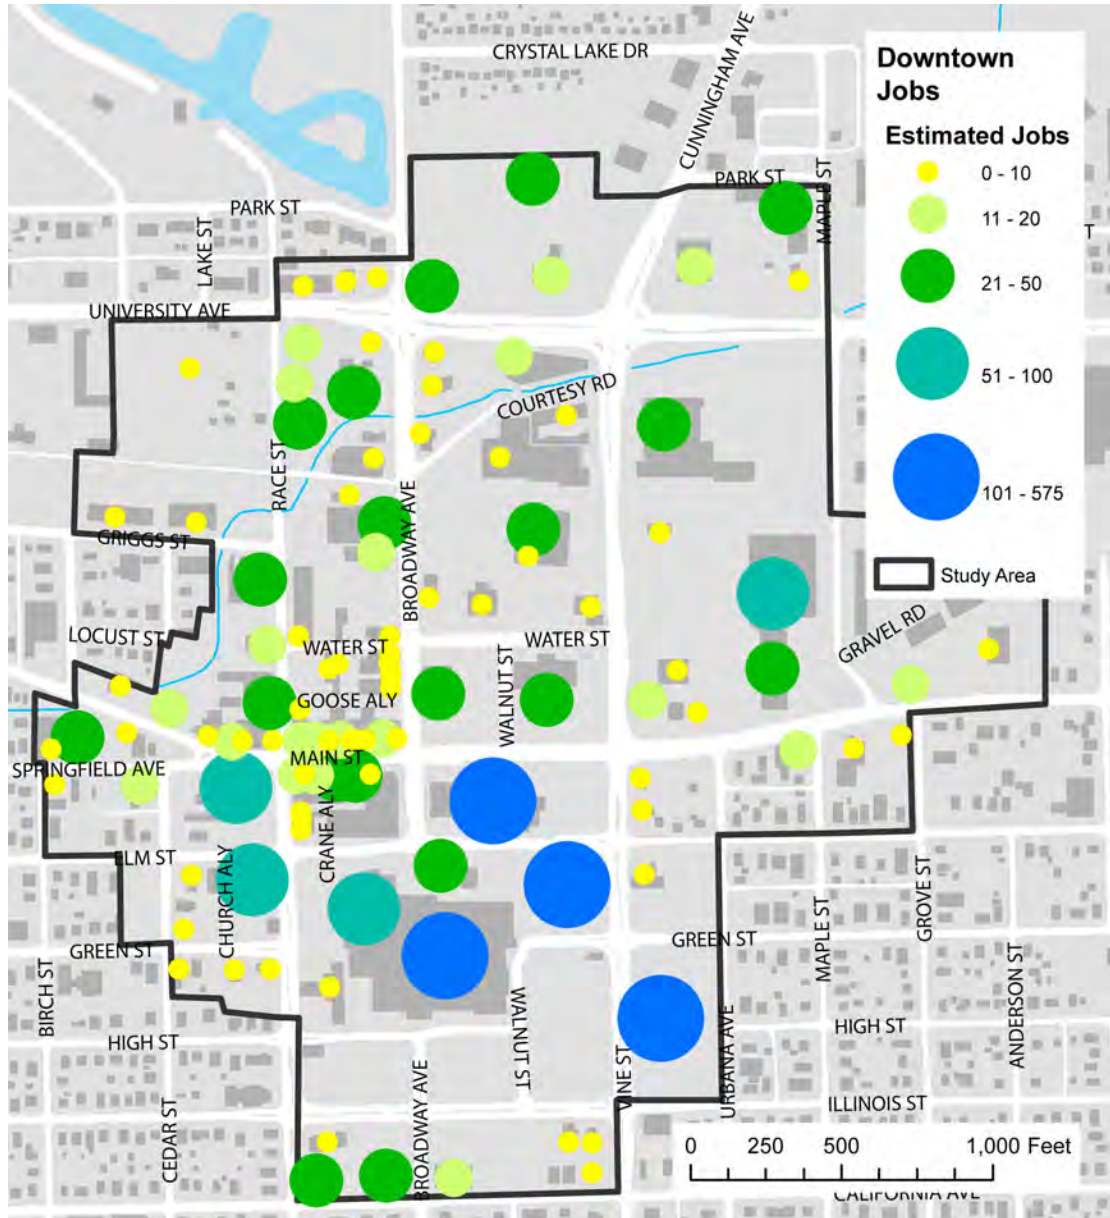 CRYSTAL LAKE DR
CUNNINGHAM AVE
Downtown
Jobs
Estimated Jobs
0 - 10
11 - 20
21 - 50
51 - 100
101 - 575
Study Area
PARK ST
MAPLE ST
PARK ST
LAKE ST
T
UNIVERSITY AVE
COURTESY RD
RACE ST
BROADWAY AVE
GRIGGS ST
LOCUST ST
WATER ST
WATER ST
GRAVEL RD
WALNUT ST
GOOSE ALY
MAIN ST
SPRINGFIELD AVE
CRANE ALY
ELM ST
CHURCH ALY
GREEN ST
GREEN ST
MAPLE ST
GROVE ST
BIRCH ST
WALNUT ST
ANDERSON ST
HIGH ST
HIGH ST
VINE ST
URBANA AVE
CEDAR ST
BROADWAY AVE
ILLINOIS ST
0 250 500 1,000 Feet
CALIFORNIA AVE